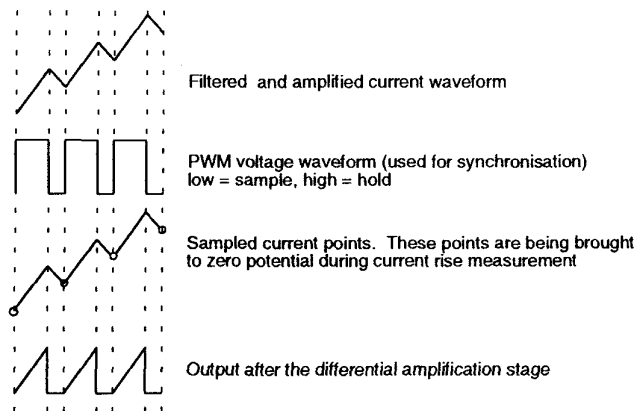 Filtered and amplified current waveform
PWM voltage waveform (used for synchronisation)
low = sample, high = hold
Sampled current points. These points are being brought
to zero potential during current rise measurement
Output after the differential amplification stage